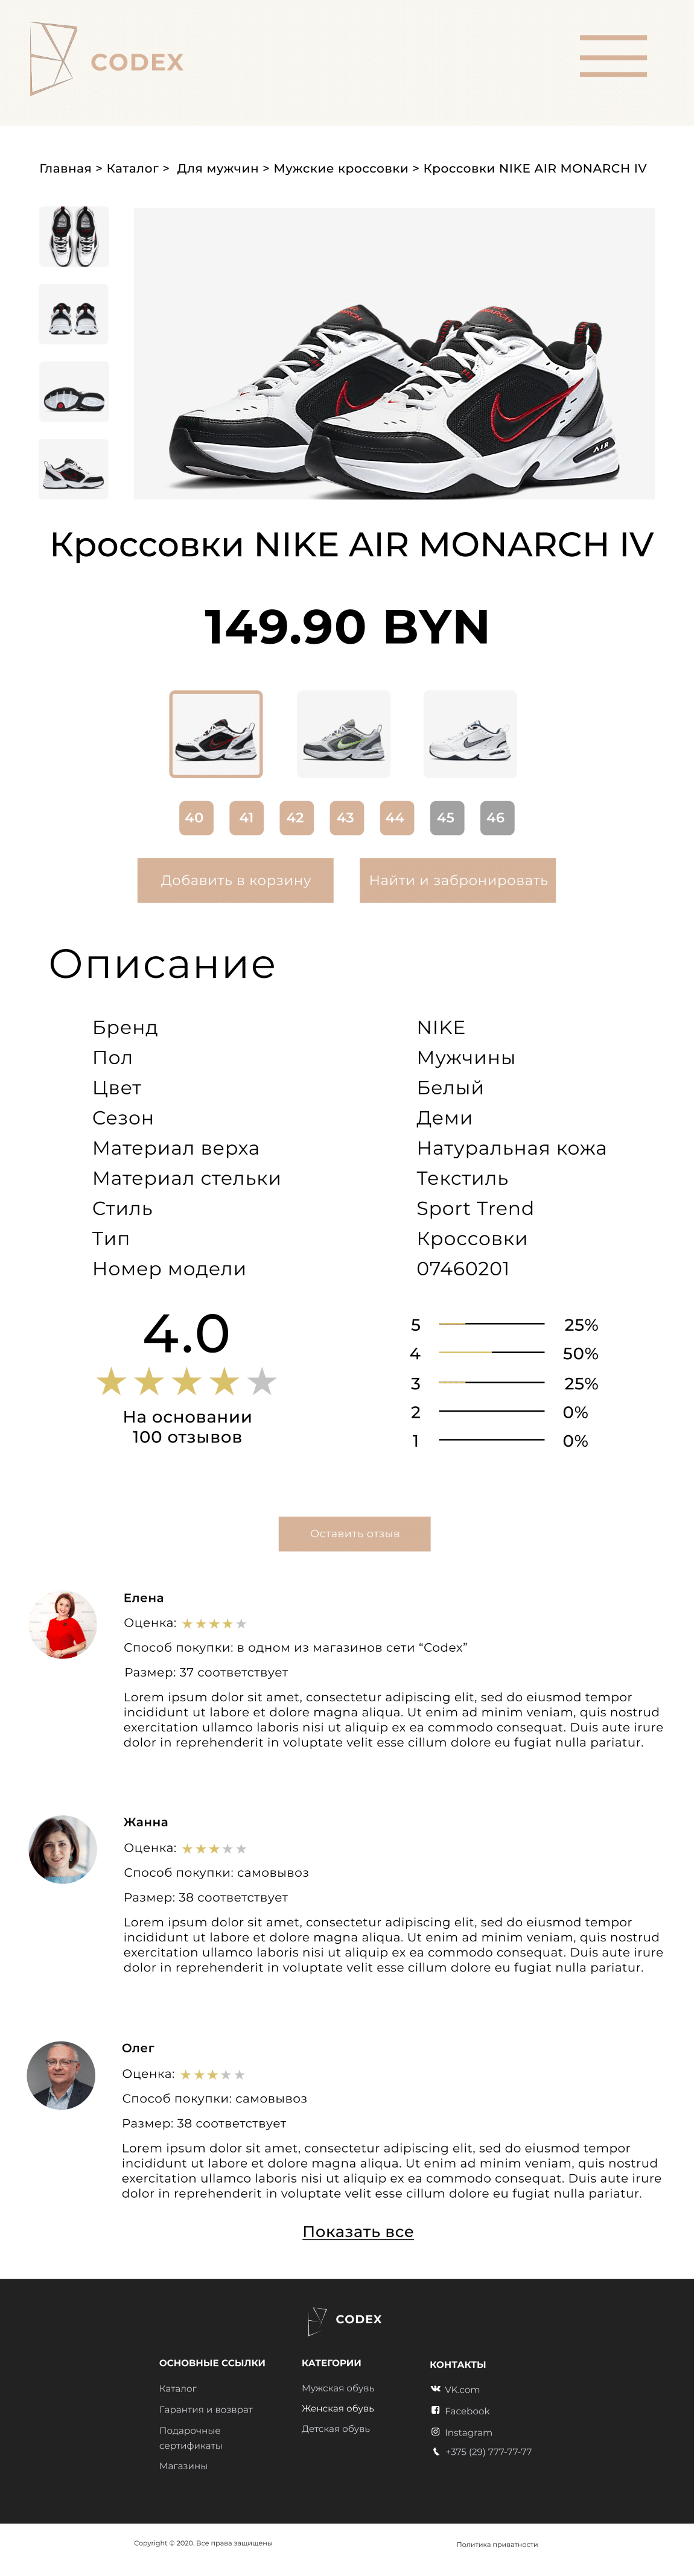 CODEX
Главная > Каталог > Для мужчин > Мужские кроссовки > Кроссовки NIKE AIR MONARCH IV
MONARCH
AIR
Кроссовки NIKE AIR MONARCH IV
149.90 BYN
40 41 42 43 44 45 46
Добавить в корзину Найти и забронировать
Описание
Бренд NIKE
Пол Мужчины
Цвет Белый
Сезон Деми
Материал верха Натуральная кожа
Материал стельки Текстиль
Стиль Sport Trend
Тип Кроссовки
Номер модели 07460201
4.0
На основании
100 отзывов
5 25%
4 50%
3 25%
2 0%
1 0%
Оставить отзыв
Елена
Оценка:
Способ покупки: в одном из магазинов сети “Codex”
Размер: 37 соответствует
Lorem ipsum dolor sit amet, consectetur adipiscing elit, sed do eiusmod tempor
incididunt ut labore et dolore magna aliqua. Ut enim ad minim veniam, quis nostrud
exercitation ullamco laboris nisi ut aliquip ex ea commodo consequat. Duis aute irure
dolor in reprehenderit in voluptate velit esse cillum dolore eu fugiat nulla pariatur.
Жанна
Оценка:
Способ покупки: самовывоз
Размер: 38 соответствует
Lorem ipsum dolor sit amet, consectetur adipiscing elit, sed do eiusmod tempor
incididunt ut labore et dolore magna aliqua. Ut enim ad minim veniam, quis nostrud
exercitation ullamco laboris nisi ut aliquip ex ea commodo consequat. Duis aute irure
dolor in reprehenderit in voluptate velit esse cillum dolore eu fugiat nulla pariatur.
Олег
Оценка:
Способ покупки: самовывоз
Размер: 38 соответствует
Lorem ipsum dolor sit amet, consectetur adipiscing elit, sed do eiusmod tempor
incididunt ut labore et dolore magna aliqua. Ut enim ad minim veniam, quis nostrud
exercitation ullamco laboris nisi ut aliquip ex ea commodo consequat. Duis aute irure
dolor in reprehenderit in voluptate velit esse cillum dolore eu fugiat nulla pariatur.
Показать все
CODEX
ОСНОВНЫЕ ССЫЛКИ
Каталог
Гарантия и возврат
Подарочные
сертификаты
Магазины
КАТЕГОРИИ
Мужская обувь
Женская обувь
Детская обувь
КОНТАКТЫ
VK.com
Facebook
Instagram
+375 (29) 777-77-77
Copyright © 2020. Все права защищены
Политика приватности